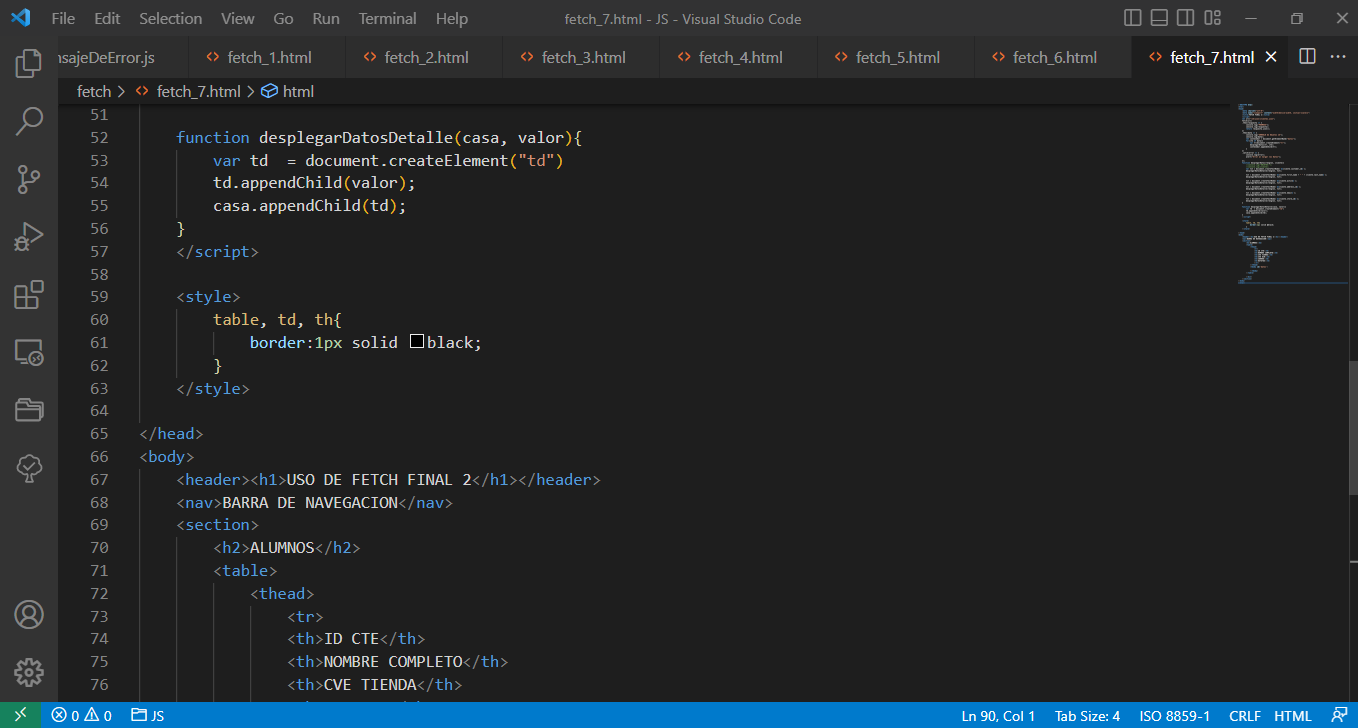 File Edit Selection View Go Run Terminal Help fetch_7.html - JS - Visual Studio Code
nsajeDeError.js <> fetch_1.html <> fetch_2.html <> fetch_3.html <> fetch_4.html <> fetch_5.html <> fetch_6.html <> fetch_7.html
fetch > <> fetch_7.html > html
51
52 function desplegarDatosDetalle(casa, valor){
53 var td  = document.createElement("td")
54 td.appendChild(valor);
55 casa.appendChild(td);
56 }
57 </script>
58
59 <style>
60 table, td, th{
61 border:1px solid black;
62 }
63 </style>
64
65 </head>
66 <body>
67 <header><h1>USO DE FETCH FINAL 2</h1></header>
68 <nav>BARRA DE NAVEGACION</nav>
69 <section>
70 <h2>ALUMNOS</h2>
71 <table>
72 <thead>
73 <tr>
74 <th>ID CTE</th>
75 <th>NOMBRE COMPLETO</th>
76 <th>CVE TIENDA</th>
0 0 JS Ln 90, Col 1 Tab Size: 4 ISO 8859-1 CRLF HTML